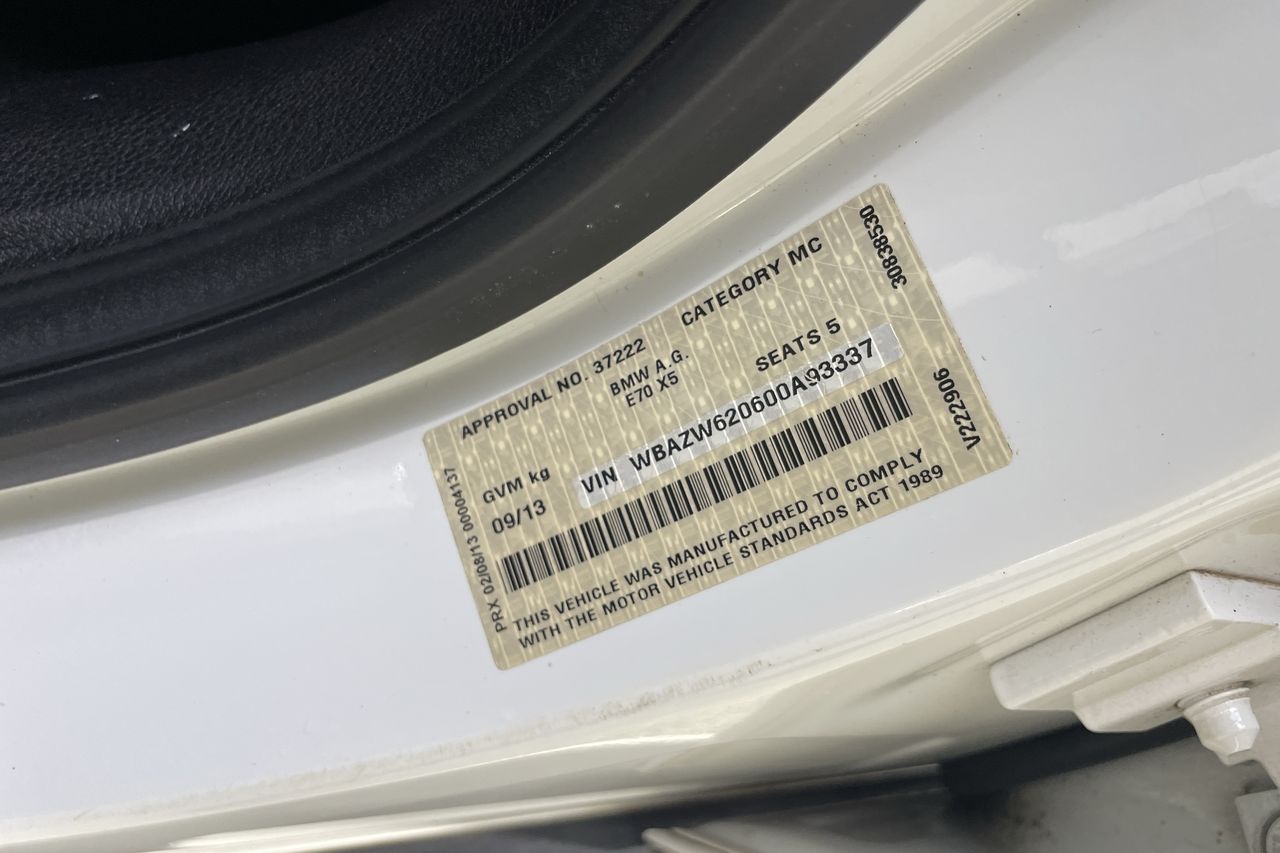 APPROVAL NO. 37222
CATEGORY MC
BMW A.G.
E70 X5
GVM kg
SEATS 5
09/13
VIN WBAZW620600A93337
THIS VEHICLE WAS MANUFACTURED TO COMPLY
WITH THE MOTOR VEHICLE STANDARDS ACT 1989
PRX 02/08/13 00004137
30838530
V222906